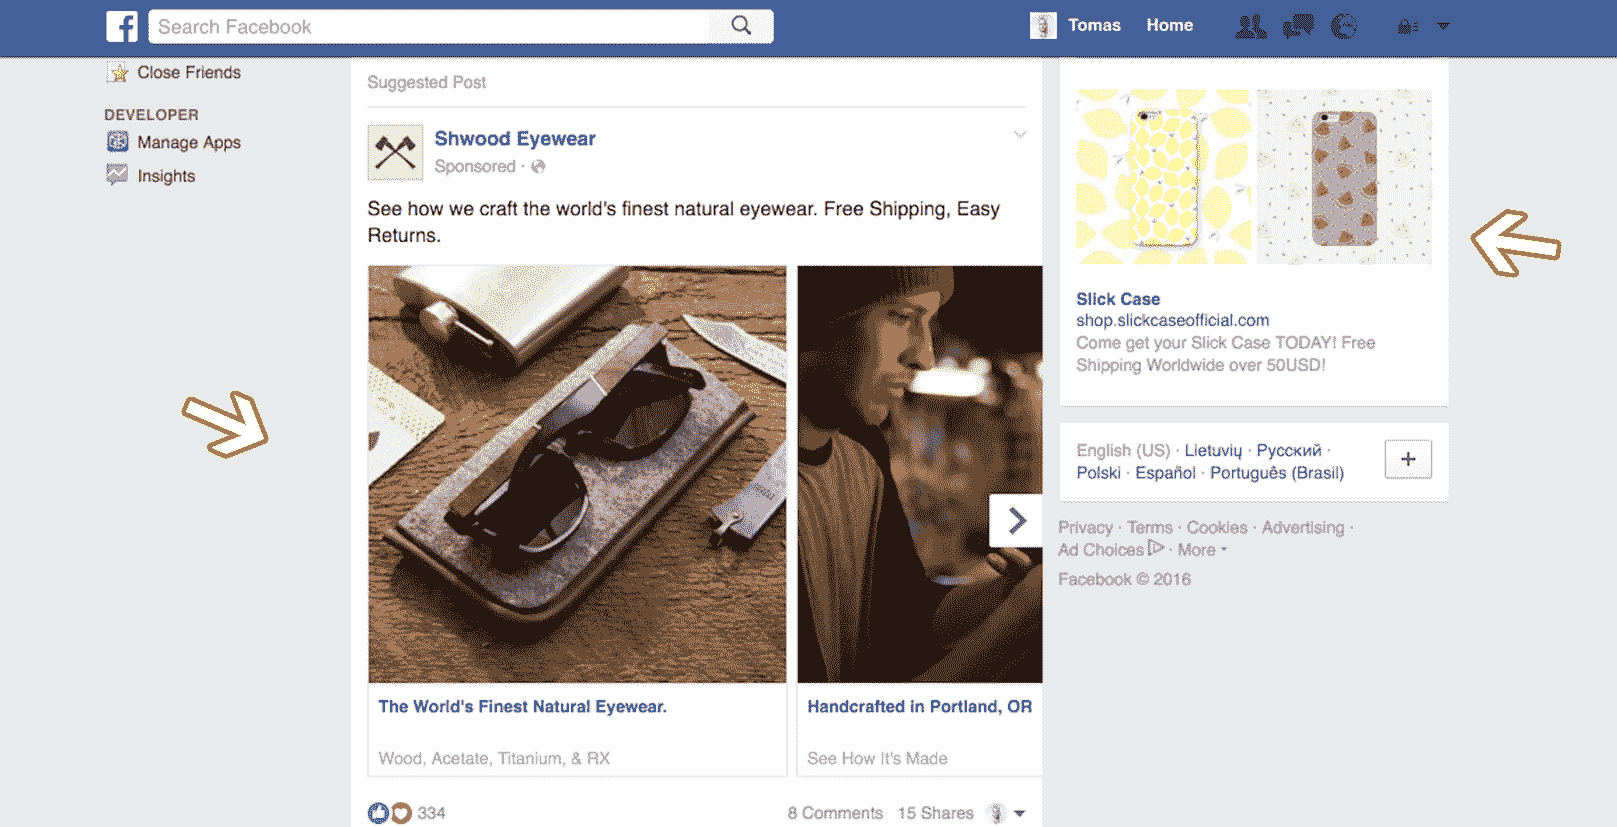 Search Facebook
Tomas
Home
Close Friends
DEVELOPER
Manage Apps
Insights
Suggested Post
Shwood Eyewear
Sponsored ·
See how we craft the world's finest natural eyewear. Free Shipping, Easy
Returns.
The World's Finest Natural Eyewear.
Wood, Acetate, Titanium, & RX
Handcrafted in Portland, OR
See How It's Made
334
8 Comments 15 Shares
Slick Case
shop.slickcaseofficial.com
Come get your Slick Case TODAY! Free
Shipping Worldwide over 50USD!
English (US) · Lietuvių · Русский ·
Polski · Español · Português (Brasil)
Privacy · Terms · Cookies · Advertising ·
Ad Choices · More
Facebook © 2016